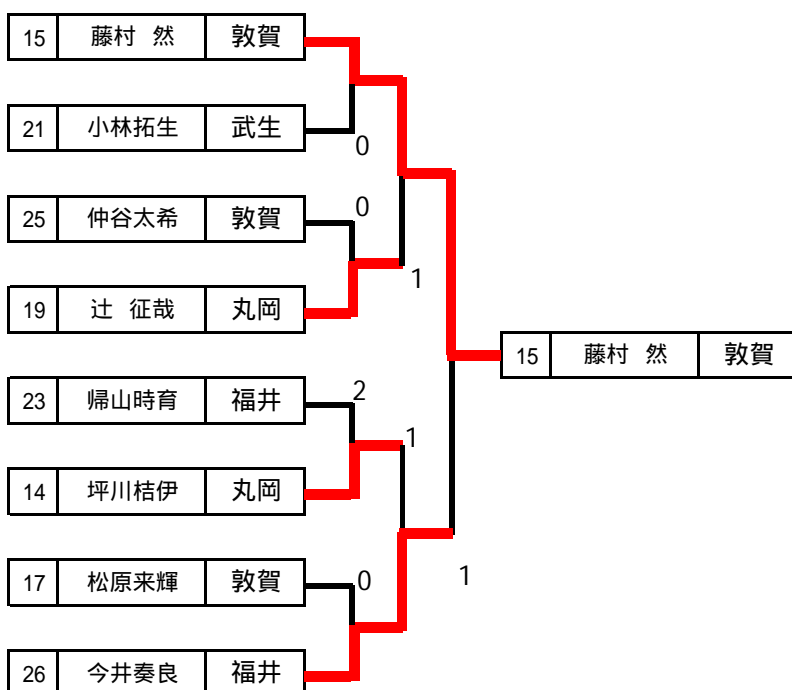 15 藤村 然 敦賀
21 小林拓生 武生
0
25 仲谷太希 敦賀
0
1
19 辻 征哉 丸岡
15 藤村 然 敦賀
23 帰山時育 福井
2
1
14 坪川桔伊 丸岡
17 松原来輝 敦賀
0
1
26 今井奏良 福井